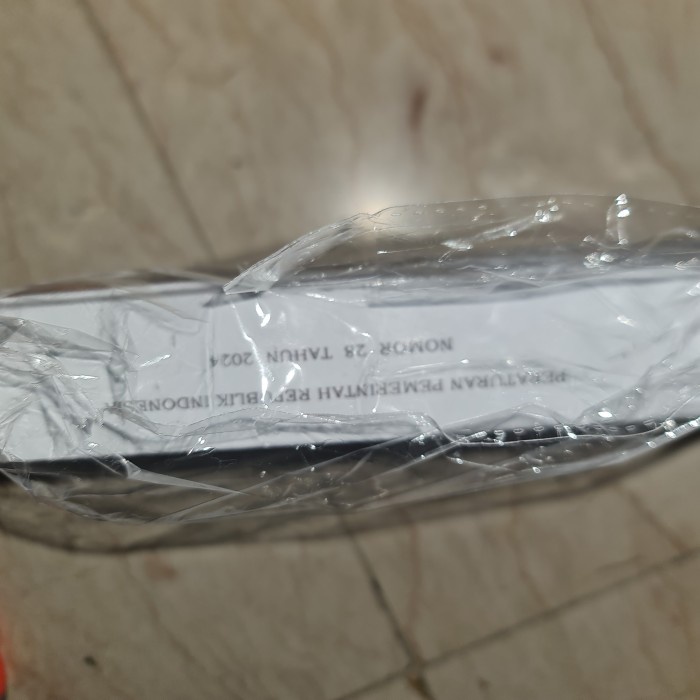 PERATURAN PEMERINTAH REPUBLIK INDONESIA
NOMOR 28 TAHUN 2024